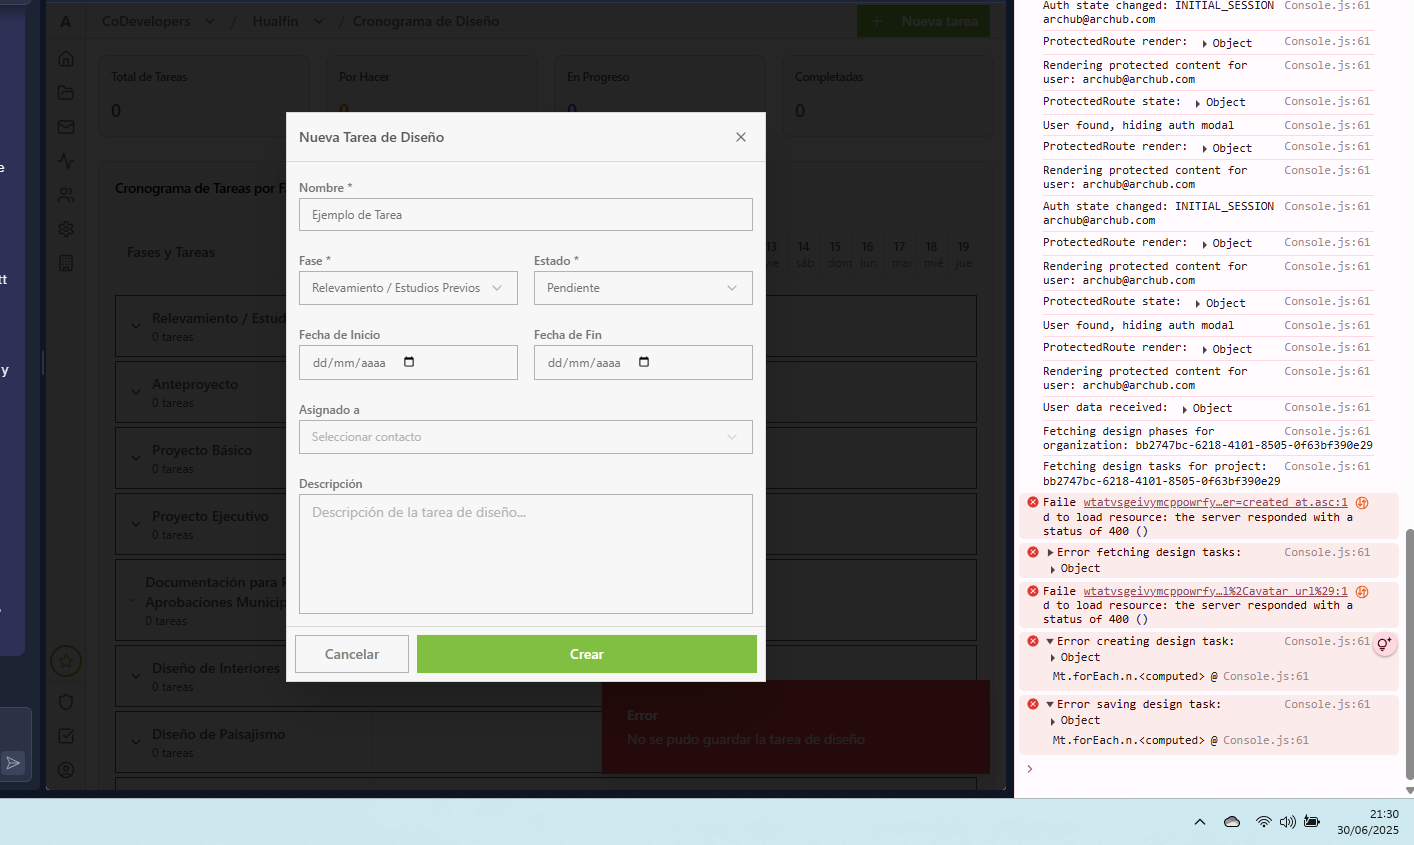 A
CoDevelopers / Hualfin / Cronograma de Diseño
+ Nueva tarea
Total de Tareas
0
Por Hacer
0
En Progreso
0
Completadas
0
Cronograma de Tareas por F
Fases y Tareas
13 14 15 16 17 18 19
vie sáb dom lun mar mié jue
Relevamiento / Estud
0 tareas
Anteproyecto
0 tareas
Proyecto Básico
0 tareas
Proyecto Ejecutivo
0 tareas
Documentación para
Aprobaciones Municip
0 tareas
Diseño de Interiores
0 tareas
Diseño de Paisajismo
0 tareas
Nueva Tarea de Diseño
Nombre *
Ejemplo de Tarea
Fase *
Relevamiento / Estudios Previos
Estado *
Pendiente
Fecha de Inicio
dd/mm/aaaa
Fecha de Fin
dd/mm/aaaa
Asignado a
Seleccionar contacto
Descripción
Descripción de la tarea de diseño...
Cancelar
Crear
Error
No se pudo guardar la tarea de diseño
e
tt
y
Auth state changed: INITIAL_SESSION Console.js:61
archub@archub.com
ProtectedRoute render: Object Console.js:61
Rendering protected content for Console.js:61
user: archub@archub.com
ProtectedRoute state: Object Console.js:61
User found, hiding auth modal Console.js:61
ProtectedRoute render: Object Console.js:61
Rendering protected content for Console.js:61
user: archub@archub.com
Auth state changed: INITIAL_SESSION Console.js:61
archub@archub.com
ProtectedRoute render: Object Console.js:61
Rendering protected content for Console.js:61
user: archub@archub.com
ProtectedRoute state: Object Console.js:61
User found, hiding auth modal Console.js:61
ProtectedRoute render: Object Console.js:61
Rendering protected content for Console.js:61
user: archub@archub.com
User data received: Object Console.js:61
Fetching design phases for Console.js:61
organization: bb2747bc-6218-4101-8505-0f63bf390e29
Fetching design tasks for project: Console.js:61
bb2747bc-6218-4101-8505-0f63bf390e29
Faile wtatvsgeivymcppowrfy…er=created_at.asc:1
d to load resource: the server responded with a
status of 400 ()
Error fetching design tasks: Console.js:61
Object
Faile wtatvsgeivymcppowrfy…l%2Cavatar_url%29:1
d to load resource: the server responded with a
status of 400 ()
Error creating design task: Console.js:61
Object
Mt.forEach.n.<computed> @ Console.js:61
Error saving design task: Console.js:61
Object
Mt.forEach.n.<computed> @ Console.js:61
21:30
30/06/2025